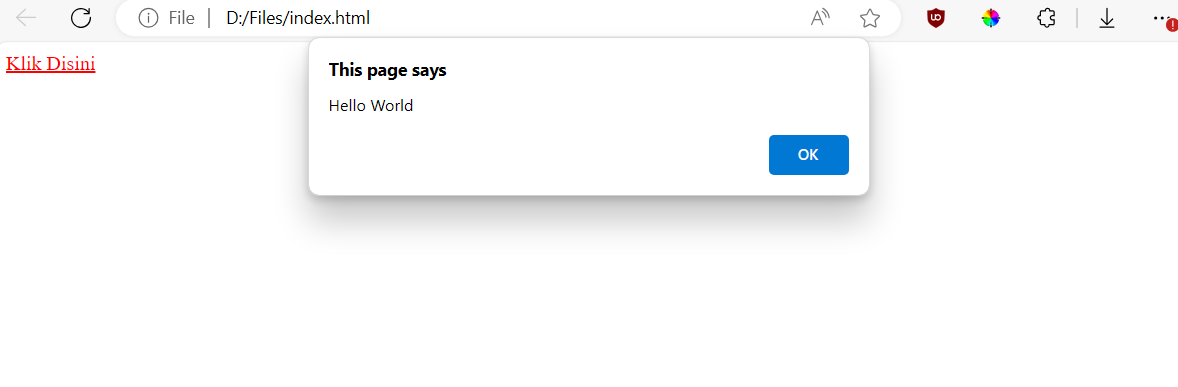 File | D:/Files/index.html
Klik Disini
This page says
Hello World
OK